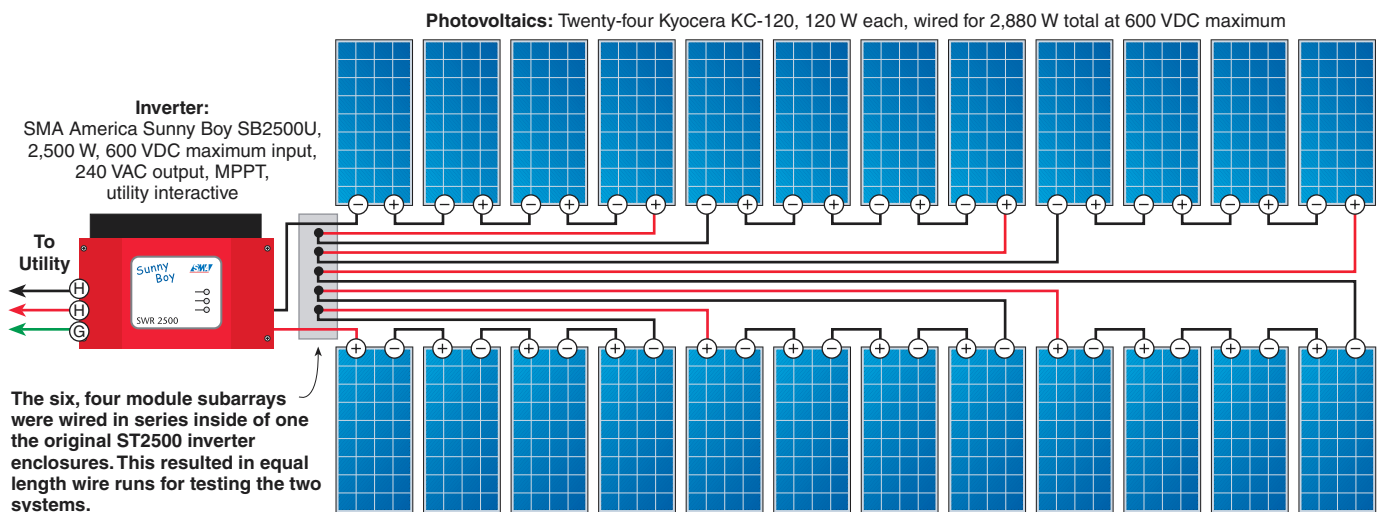 Photovoltaics: Twenty-four Kyocera KC-120, 120 W each, wired for 2,880 W total at 600 VDC maximum
Inverter:
SMA America Sunny Boy SB2500U,
2,500 W, 600 VDC maximum input,
240 VAC output, MPPT,
utility interactive
− + − + − + − + − + − + − + − + − + − + − + − +
To
Utility
Sunny
Boy
SMA
H
H
G
SWR 2500
+ − + − + − + − + − + − + − + − + − + − + − + −
The six, four module subarrays
were wired in series inside of one
the original ST2500 inverter
enclosures. This resulted in equal
length wire runs for testing the two
systems.